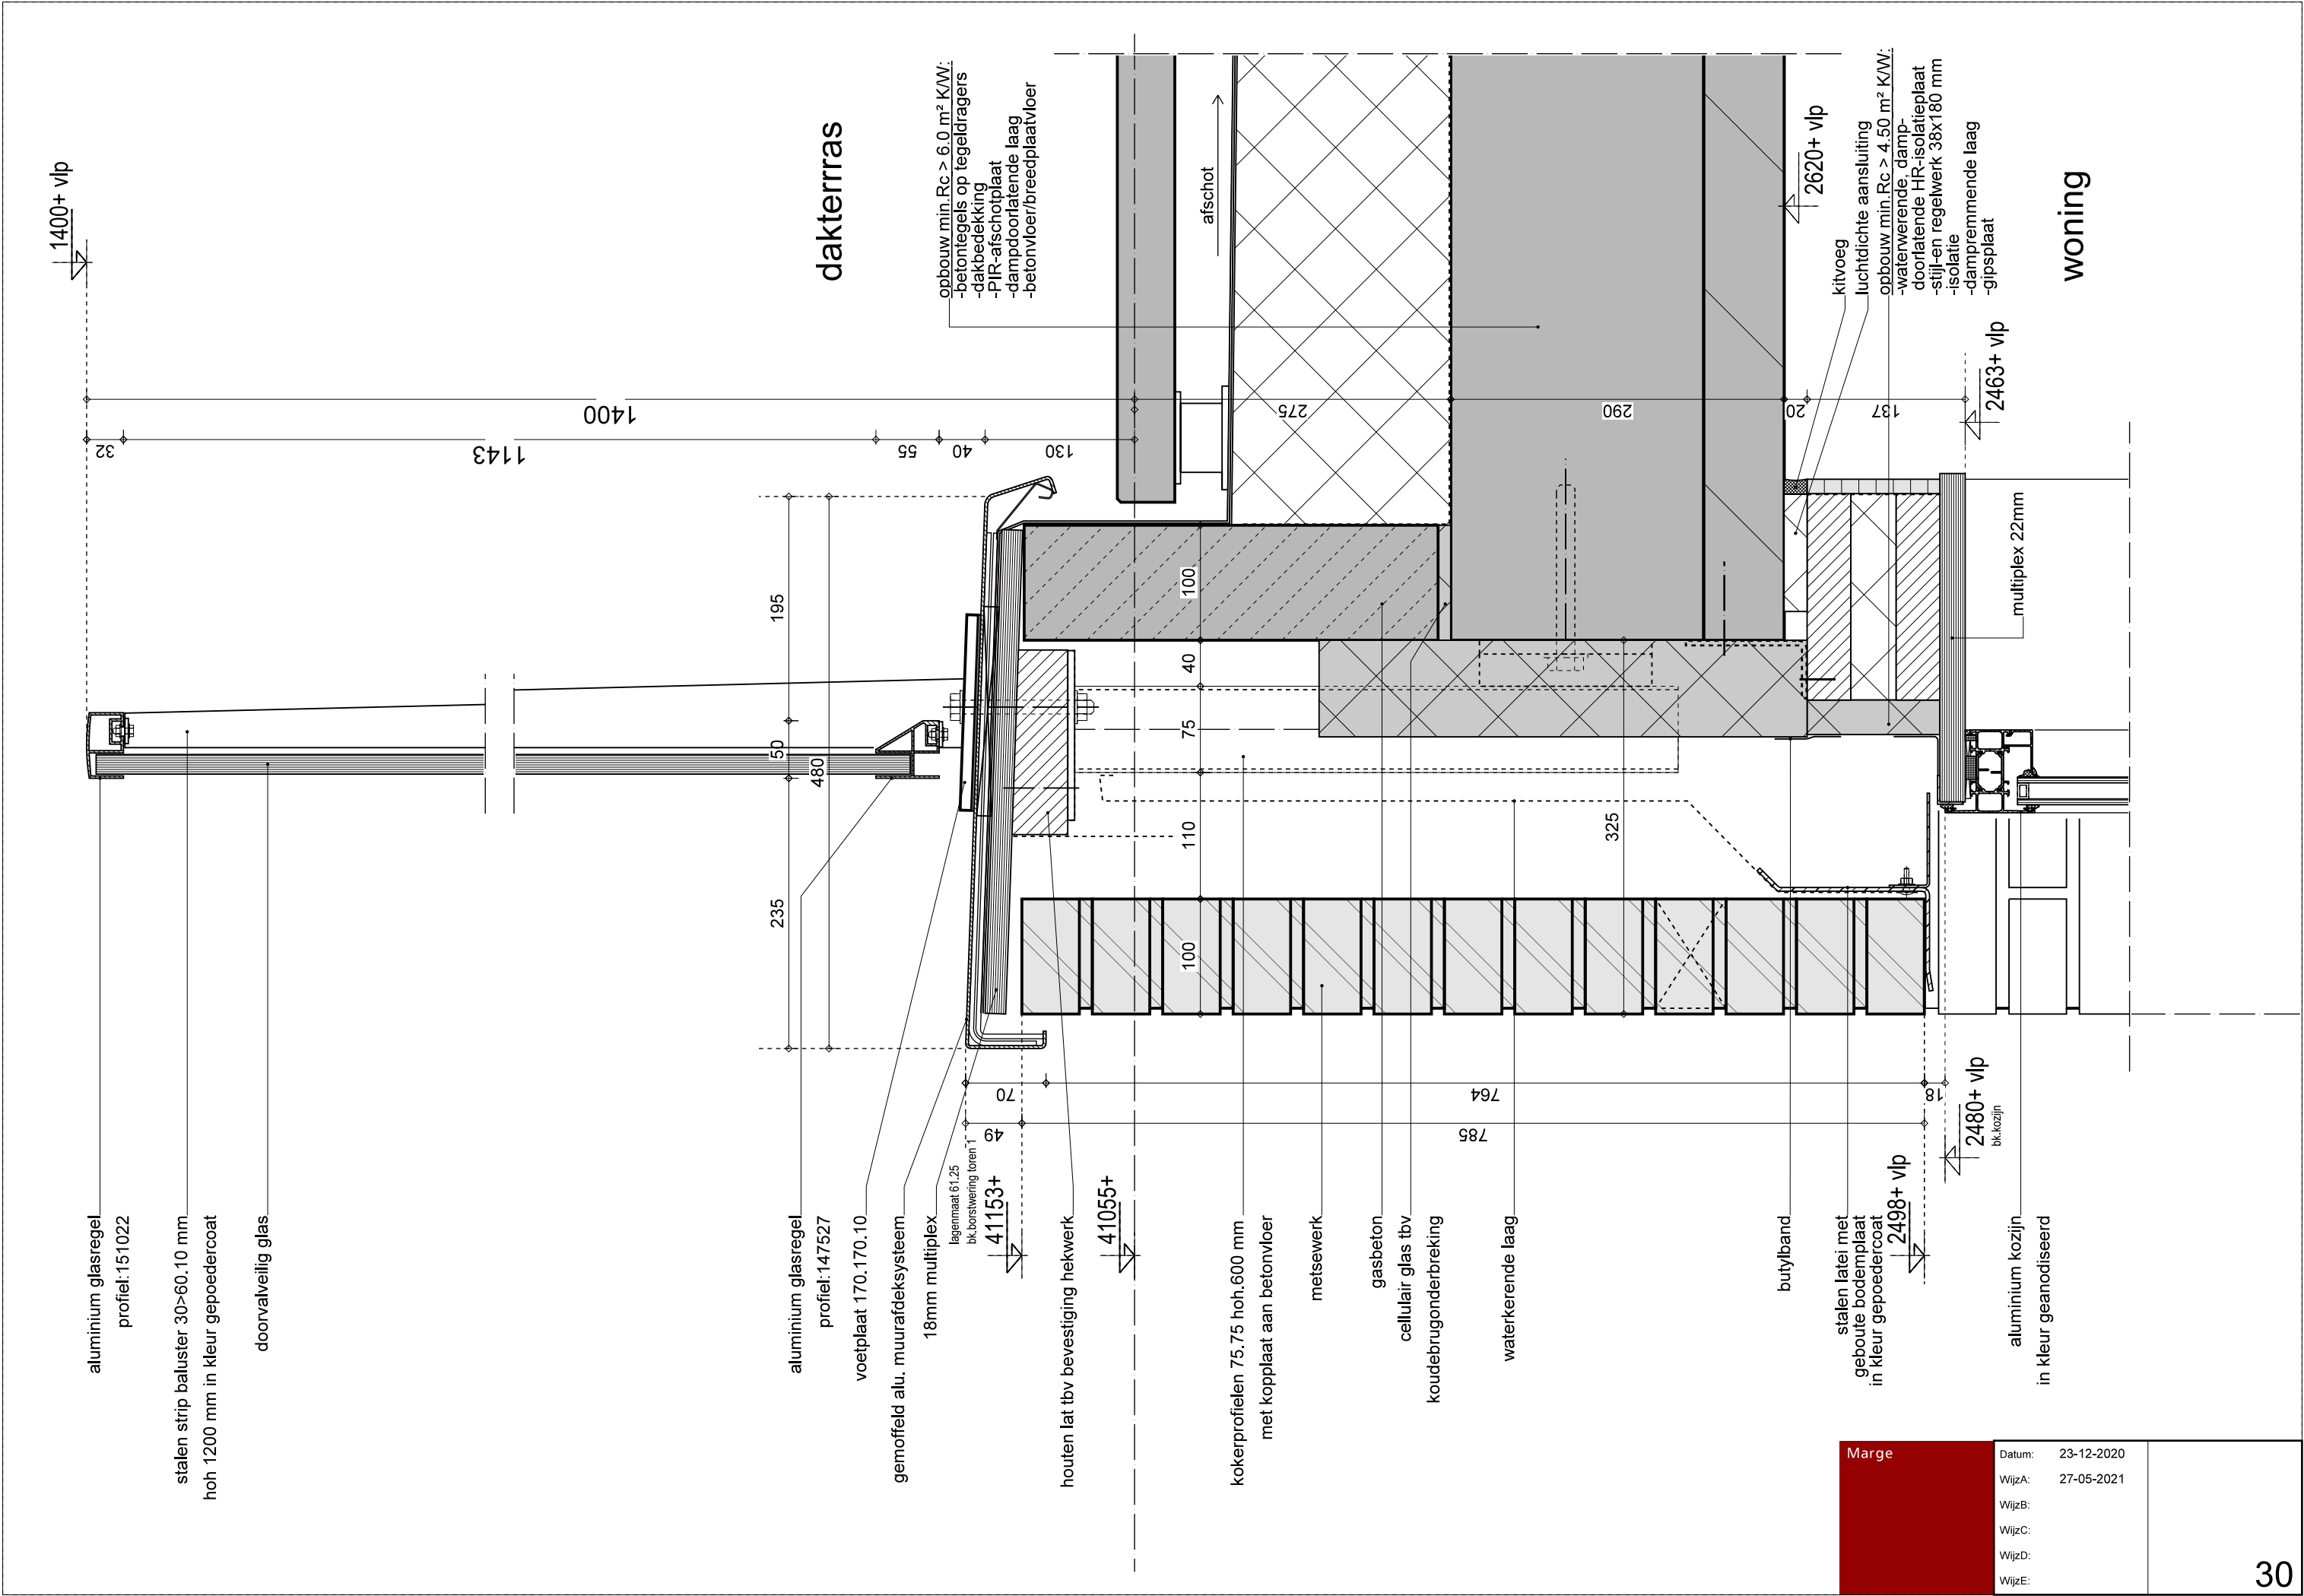 1400+ vlp
dakterrras
opbouw min.Rc > 6.0 m² K/W:
-betontegels op tegeldragers
-dakbedekking
-PIR-afschotplaat
-dampdoorlatende laag
-betonvloer/breedplaatvloer
afschot
2620+ vlp
kitvoeg
luchtdichte aansluiting
opbouw min.Rc > 4.50 m² K/W:
-waterwerende, damp-
doorlatende HR-isolatieplaat
-stijl-en regelwerk 38x180 mm
-isolatie
-dampremmende laag
-gipsplaat
woning
2463+ vlp
multiplex 22mm
1400
275
290
20
137
32
1143
55
40
130
195
50
480
235
100
40
75
110
100
325
70
764
18
49
785
aluminium glasregel
profiel:151022
stalen strip baluster 30>60.10 mm
hoh 1200 mm in kleur gepoedercoat
doorvalveilig glas
aluminium glasregel
profiel:147527
voetplaat 170.170.10
gemoffeld alu. muurafdeksysteem
18mm multiplex
lagenmaat 61.25
bk.borstwering toren 1
41153+
houten lat tbv bevestiging hekwerk
41055+
kokerprofielen 75.75 hoh.600 mm
met kopplaat aan betonvloer
metsewerk
gasbeton
cellulair glas tbv
koudebrugonderbreking
waterkerende laag
butylband
stalen latei met
geboute bodemplaat
in kleur gepoedercoat
2498+ vlp
2480+ vlp
bk.kozijn
aluminium kozijn
in kleur geanodiseerd
Marge
Datum: 23-12-2020
WijzA: 27-05-2021
WijzB:
WijzC:
WijzD:
WijzE:
30